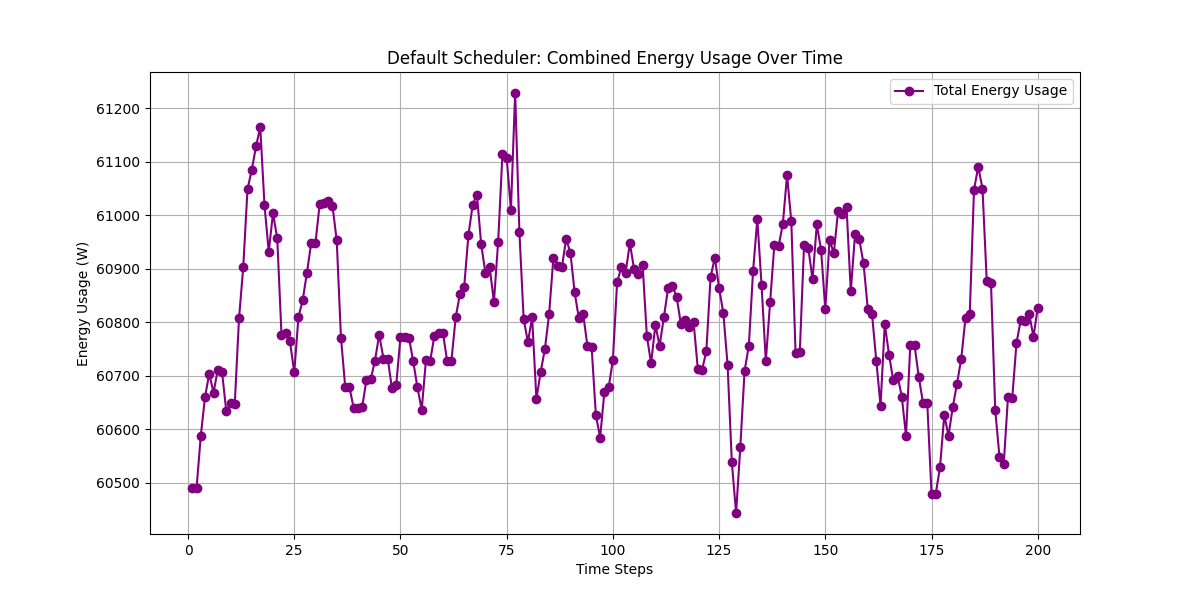 Default Scheduler: Combined Energy Usage Over Time
Total Energy Usage
Energy Usage (W)
61200
61100
61000
60900
60800
60700
60600
60500
0 25 50 75 100 125 150 175 200
Time Steps